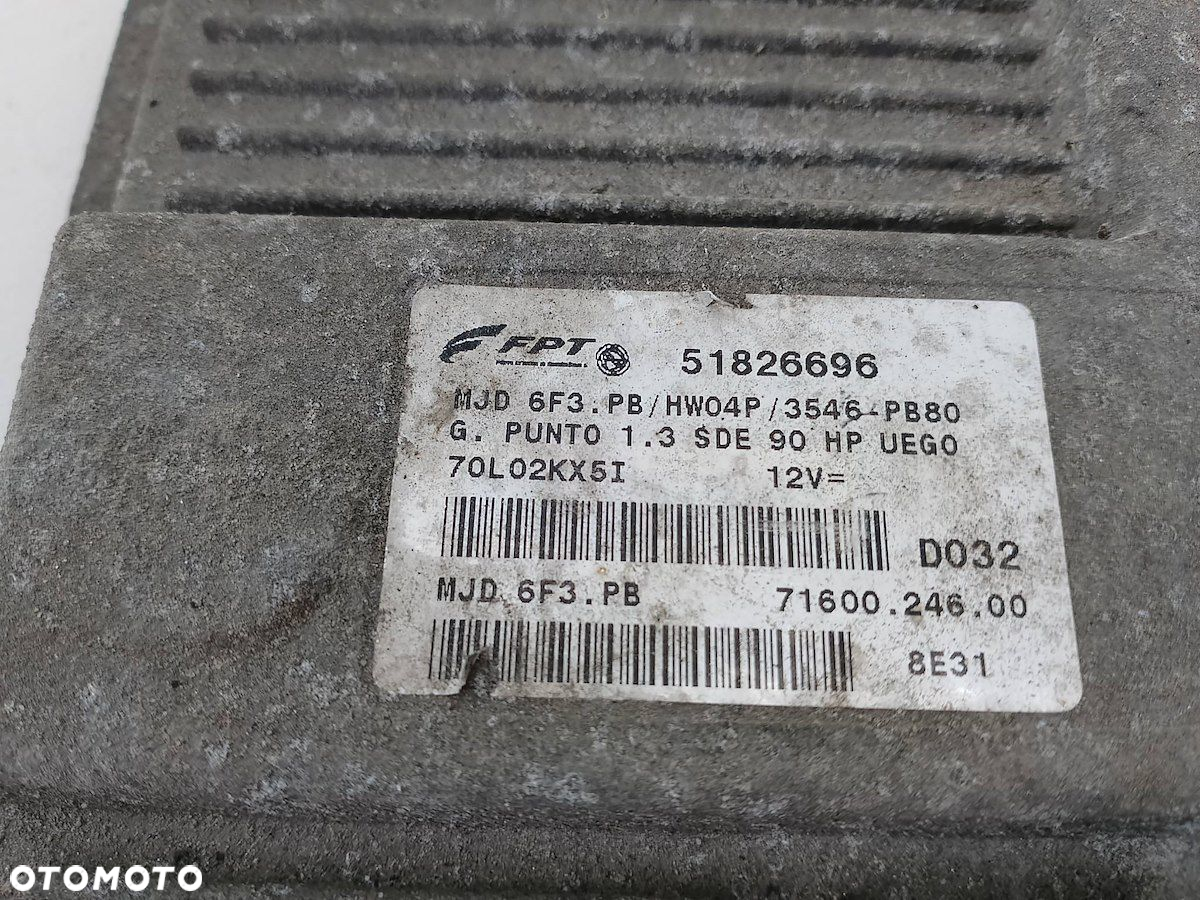 FPT 51826696
MJD 6F3.PB/HW04P/3546-PB80
G. PUNTO 1.3 SDE 90 HP UEGO
70L02KX5I 12V=
D032
MJD 6F3.PB 71600.246.00
8E31
OTOMOTO